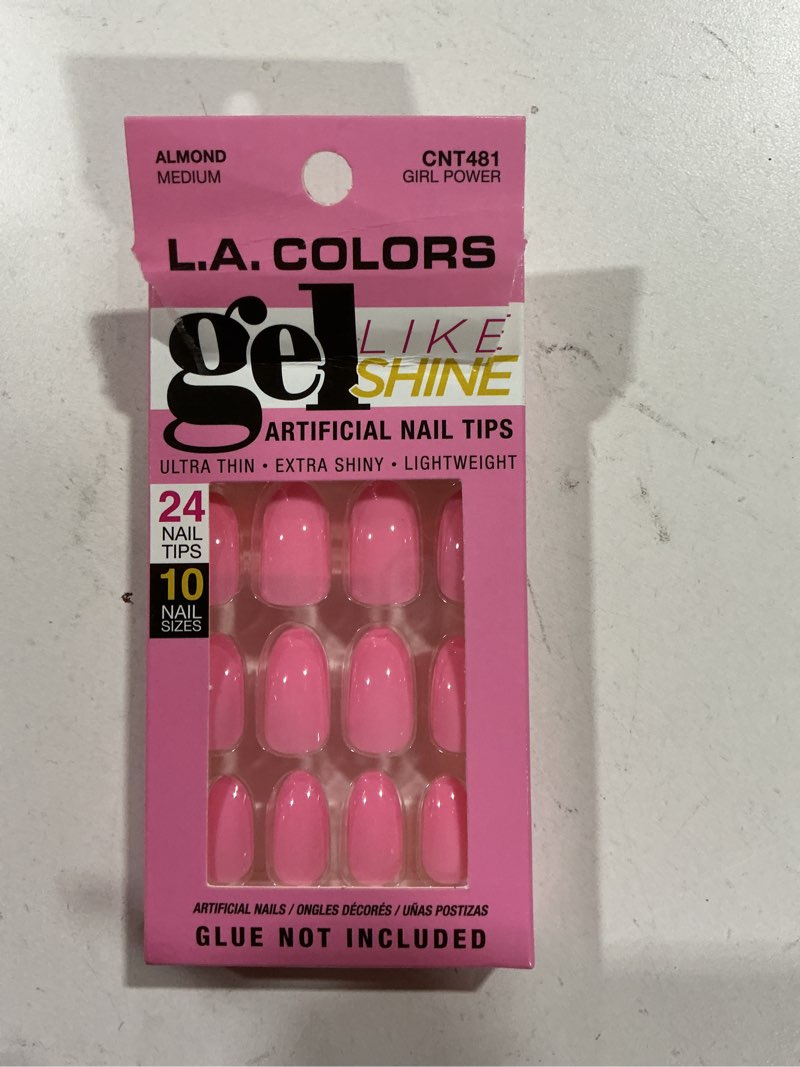 ALMOND
MEDIUM
CNT481
GIRL POWER
L.A. COLORS
gel LIKE
SHINE
ARTIFICIAL NAIL TIPS
ULTRA THIN • EXTRA SHINY • LIGHTWEIGHT
24
NAIL
TIPS
10
NAIL
SIZES
ARTIFICIAL NAILS / ONGLES DÉCORÉS / UÑAS POSTIZAS
GLUE NOT INCLUDED